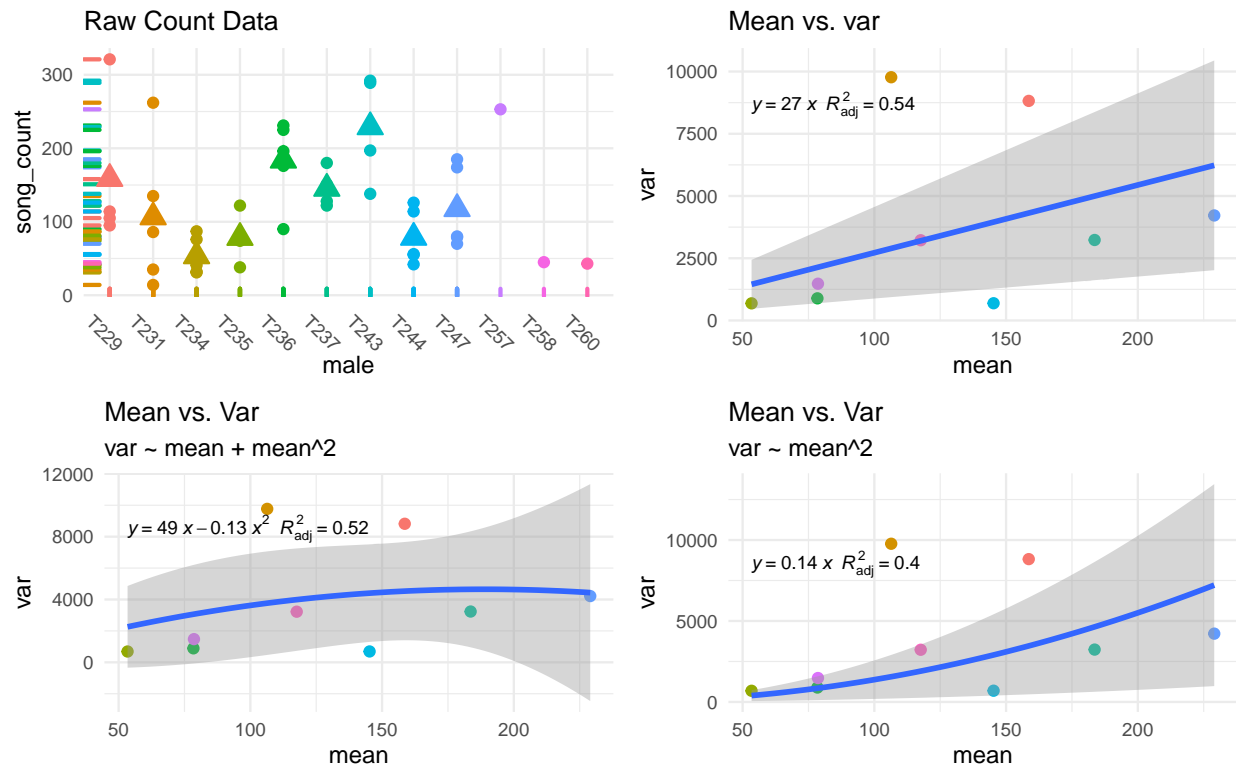 Raw Count Data
song_count
300
200
100
0
T229
T231
T234
T235
T236
T237
T243
T244
T247
T257
T258
T260
male
Mean vs. var
var
10000
7500
5000
2500
0
y = 27 x R²adj = 0.54
50
100
150
200
mean
Mean vs. Var
var ~ mean + mean^2
var
12000
8000
4000
0
y = 49 x − 0.13 x² R²adj = 0.52
50
100
150
200
mean
Mean vs. Var
var ~ mean^2
var
10000
5000
0
y = 0.14 x R²adj = 0.4
50
100
150
200
mean